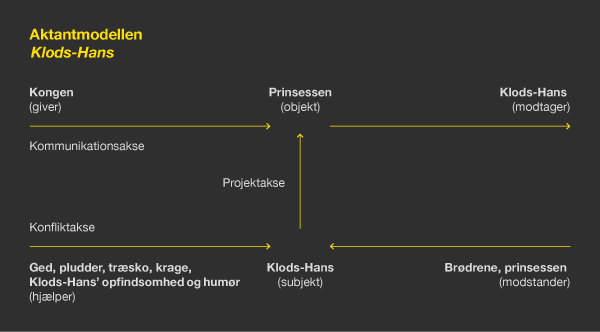 Aktantmodellen
Klods-Hans
Kongen
(giver)
Prinsessen
(objekt)
Klods-Hans
(modtager)
Kommunikationsakse
Projektakse
Konfliktakse
Ged, pludder, træsko, krage,
Klods-Hans’ opfindsomhed og humør
(hjælper)
Klods-Hans
(subjekt)
Brødrene, prinsessen
(modstander)